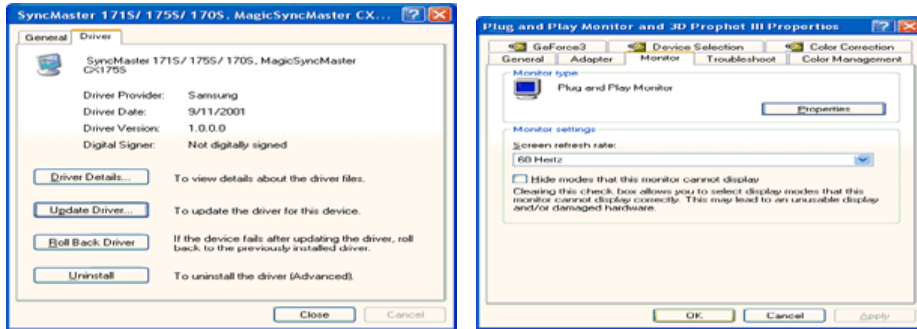 SyncMaster 171S/ 175S/ 170S, MagicSyncMaster CX...
General Driver
SyncMaster 171S/ 175S/ 170S, MagicSyncMaster
CX175S
Driver Provider: Samsung
Driver Date: 9/11/2001
Driver Version: 1.0.0.0
Digital Signer: Not digitally signed
Driver Details... To view details about the driver files.
Update Driver... To update the driver for this device.
Roll Back Driver If the device fails after updating the driver, roll
back to the previously installed driver.
Uninstall To uninstall the driver (Advanced).
Close Cancel
Plug and Play Monitor and 3D Prophet III Properties
GeForce3 Device Selection Color Correction
General Adapter Monitor Troubleshoot Color Management
Monitor type
Plug and Play Monitor
Properties
Monitor settings
Screen refresh rate:
60 Hertz
Hide modes that this monitor cannot display
Clearing this check box allows you to select display modes that this
monitor cannot display correctly. This may lead to an unusable display
and/or damaged hardware.
OK Cancel Apply